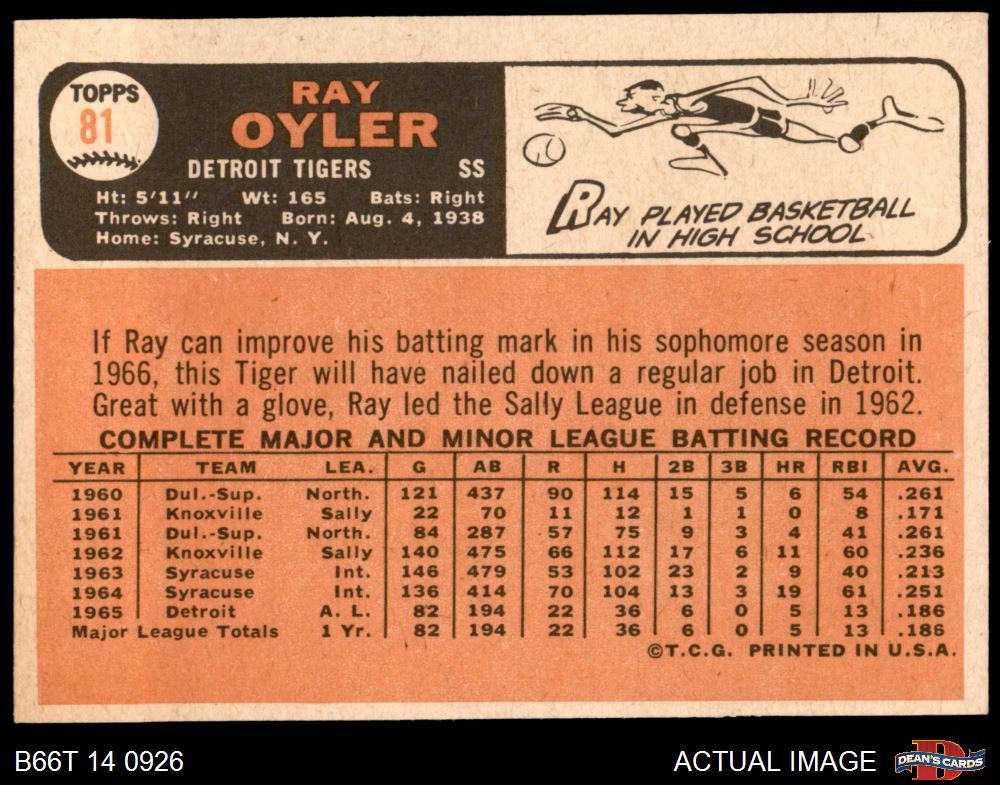 TOPPS
81
RAY
OYLER
DETROIT TIGERS SS
Ht: 5'11" Wt: 165 Bats: Right
Throws: Right Born: Aug. 4, 1938
Home: Syracuse, N. Y.
RAY PLAYED BASKETBALL
IN HIGH SCHOOL
If Ray can improve his batting mark in his sophomore season in
1966, this Tiger will have nailed down a regular job in Detroit.
Great with a glove, Ray led the Sally League in defense in 1962.
COMPLETE MAJOR AND MINOR LEAGUE BATTING RECORD
YEAR TEAM LEA. G AB R H 2B 3B HR RBI AVG.
1960 Dul.-Sup. North. 121 437 90 114 15 5 6 54 .261
1961 Knoxville Sally 22 70 11 12 1 1 0 8 .171
1961 Dul.-Sup. North. 84 287 57 75 9 3 4 41 .261
1962 Knoxville Sally 140 475 66 112 17 6 11 60 .236
1963 Syracuse Int. 146 479 53 102 23 2 9 40 .213
1964 Syracuse Int. 136 414 70 104 13 3 19 61 .251
1965 Detroit A. L. 82 194 22 36 6 0 5 13 .186
Major League Totals 1 Yr. 82 194 22 36 6 0 5 13 .186
©T.C.G. PRINTED IN U.S.A.
B66T 14 0926
ACTUAL IMAGE
D
DEAN'S CARDS